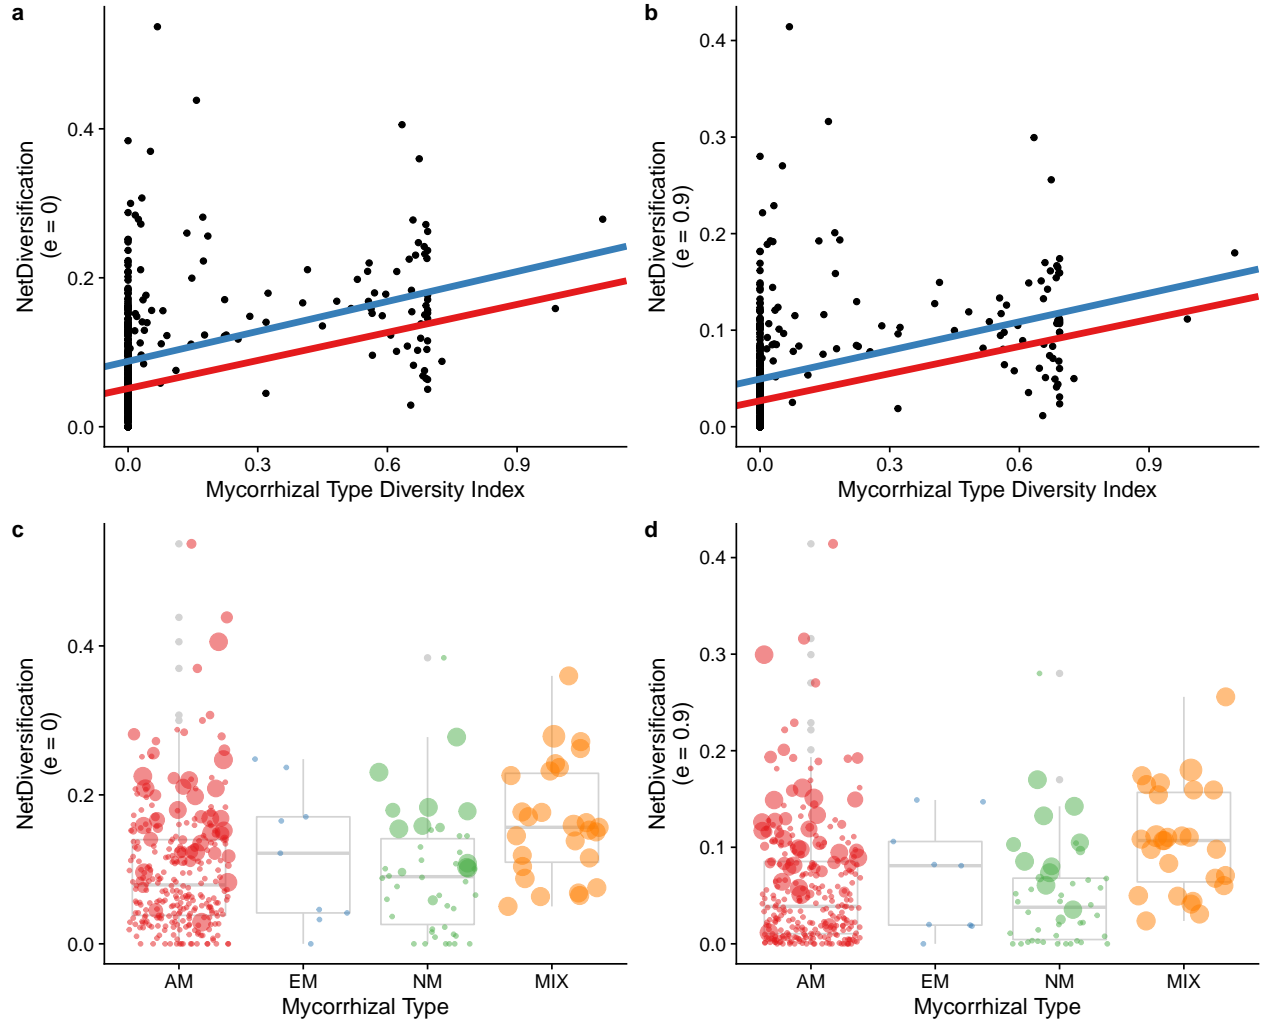 a
NetDiversification
(e = 0)
0.4
0.2
0.0
0.0 0.3 0.6 0.9
Mycorrhizal Type Diversity Index
b
NetDiversification
(e = 0.9)
0.4
0.3
0.2
0.1
0.0
0.0 0.3 0.6 0.9
Mycorrhizal Type Diversity Index
c
NetDiversification
(e = 0)
0.4
0.2
0.0
AM EM NM MIX
Mycorrhizal Type
d
NetDiversification
(e = 0.9)
0.4
0.3
0.2
0.1
0.0
AM EM NM MIX
Mycorrhizal Type